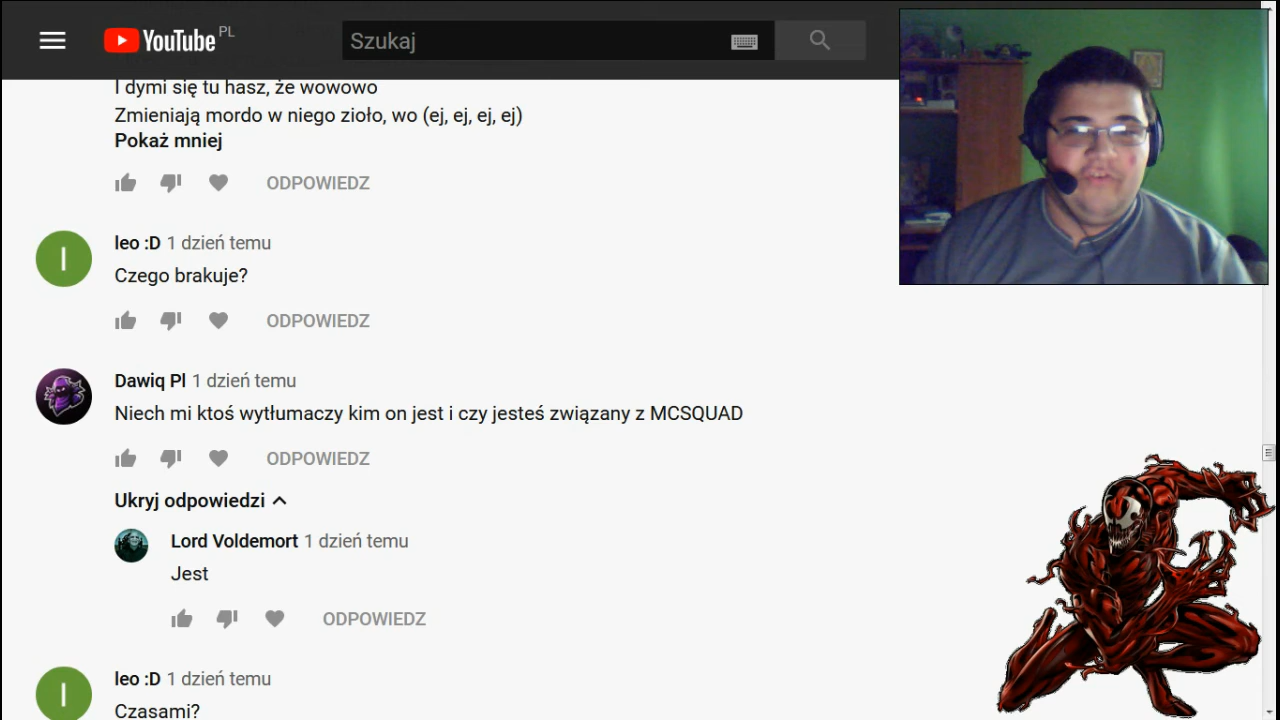 YouTube PL
Szukaj
I dymi się tu hasz, że wowowo
Zmieniają mordo w niego zioło, wo (ej, ej, ej, ej)
Pokaż mniej
ODPOWIEDZ
I
leo :D 1 dzień temu
Czego brakuje?
ODPOWIEDZ
Dawiq Pl 1 dzień temu
Niech mi ktoś wytłumaczy kim on jest i czy jesteś związany z MCSQUAD
ODPOWIEDZ
Ukryj odpowiedzi
Lord Voldemort 1 dzień temu
Jest
ODPOWIEDZ
I
leo :D 1 dzień temu
Czasami?